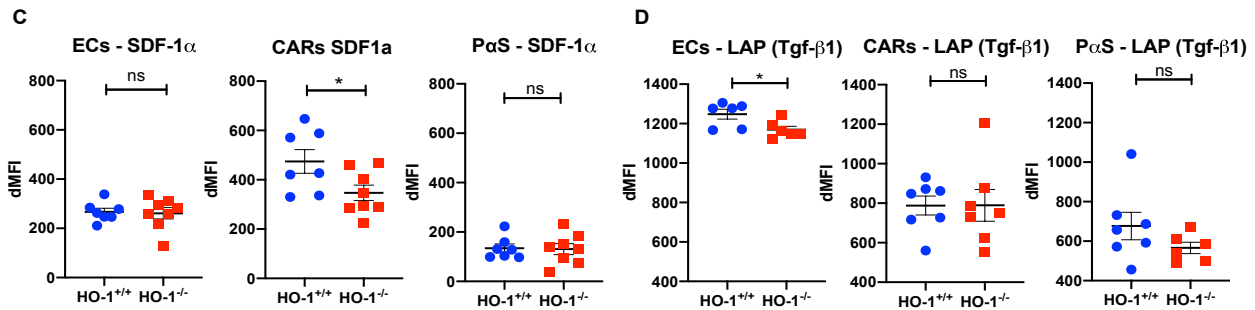 C
D
ECs - SDF-1α
CARs SDF1a
PαS - SDF-1α
ECs - LAP (Tgf-β1)
CARs - LAP (Tgf-β1)
PαS - LAP (Tgf-β1)
ns
*
ns
*
ns
ns
dMFI
800
600
400
200
0
HO-1+/+ HO-1-/-
dMFI
800
600
400
200
0
HO-1+/+ HO-1-/-
dMFI
800
600
400
200
0
HO-1+/+ HO-1-/-
dMFI
1400
1200
1000
800
600
400
HO-1+/+ HO-1-/-
dMFI
1400
1200
1000
800
600
400
HO-1+/+ HO-1-/-
dMFI
1400
1200
1000
800
600
400
HO-1+/+ HO-1-/-